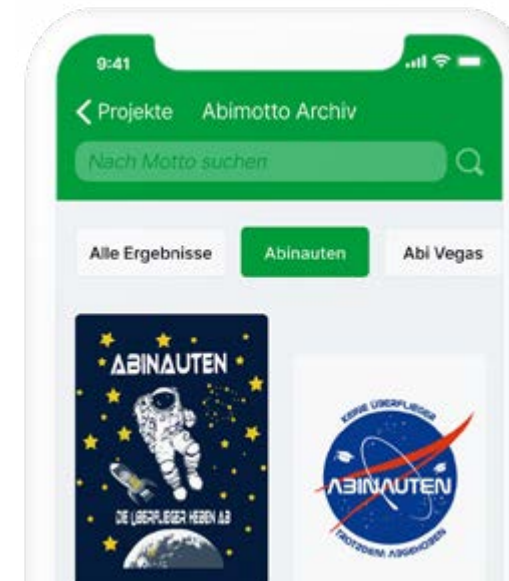 9:41
Projekte Abimotto Archiv
Nach Motto suchen
Alle Ergebnisse Abinauten Abi Vegas
ABINAUTEN
DIE ÜBERFLIEGER HEBEN AB
KEINE ÜBERFLIEGER
ABINAUTEN
TROTZDEM ABGEHOBEN